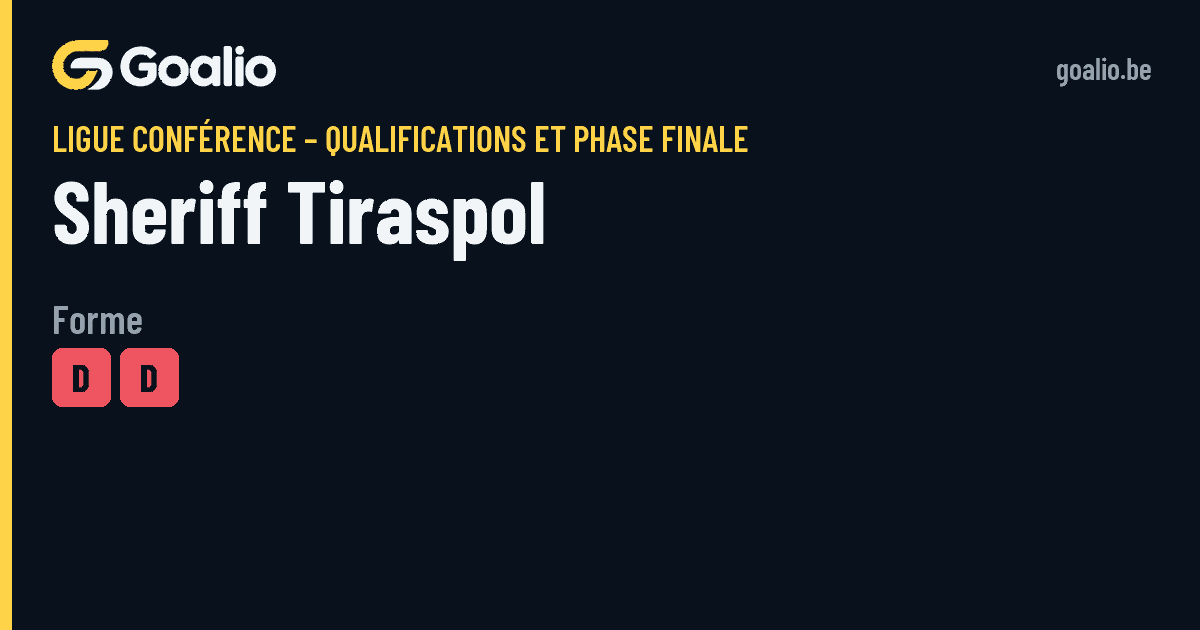 Goalio
goalio.be
LIGUE CONFÉRENCE – QUALIFICATIONS ET PHASE FINALE
Sheriff Tiraspol
Forme
D D